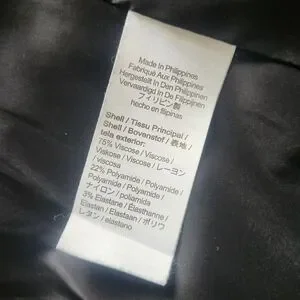 Made In Philippines
Fabriqué Aux Philippines
Hergestellt In Den Philippinen
Vervaardigd In De Filippijnen
フィリピン製
hecho en filipinas
Shell / Tissu Principal /
Shell / Bovenstof / 表地 /
tela exterior:
75% Viscose / Viscose /
Viskose / Viscose / レーヨン
/ viscosa
22% Polyamide / Polyamide /
Polyamid / Polyamide /
ナイロン / poliamida
3% Elastane / Élasthanne /
Elastan / Elastaan / ポリウ
レタン / elastano